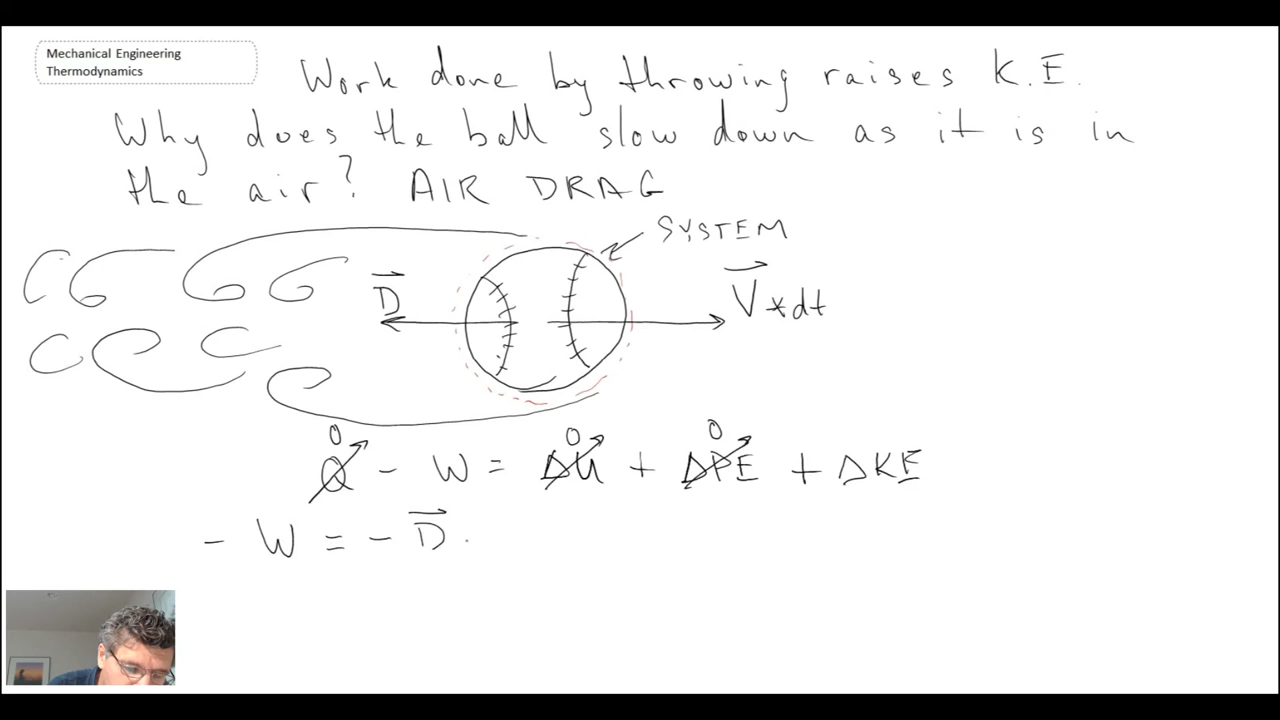 Mechanical Engineering
Thermodynamics
Work done by throwing raises K.E.
Why does the ball slow down as it is in
the air? AIR DRAG
SYSTEM
D⃗
V⃗*dt
0 0 0
Q - W = ΔU + ΔPE + ΔKE
- W = - D⃗ ·